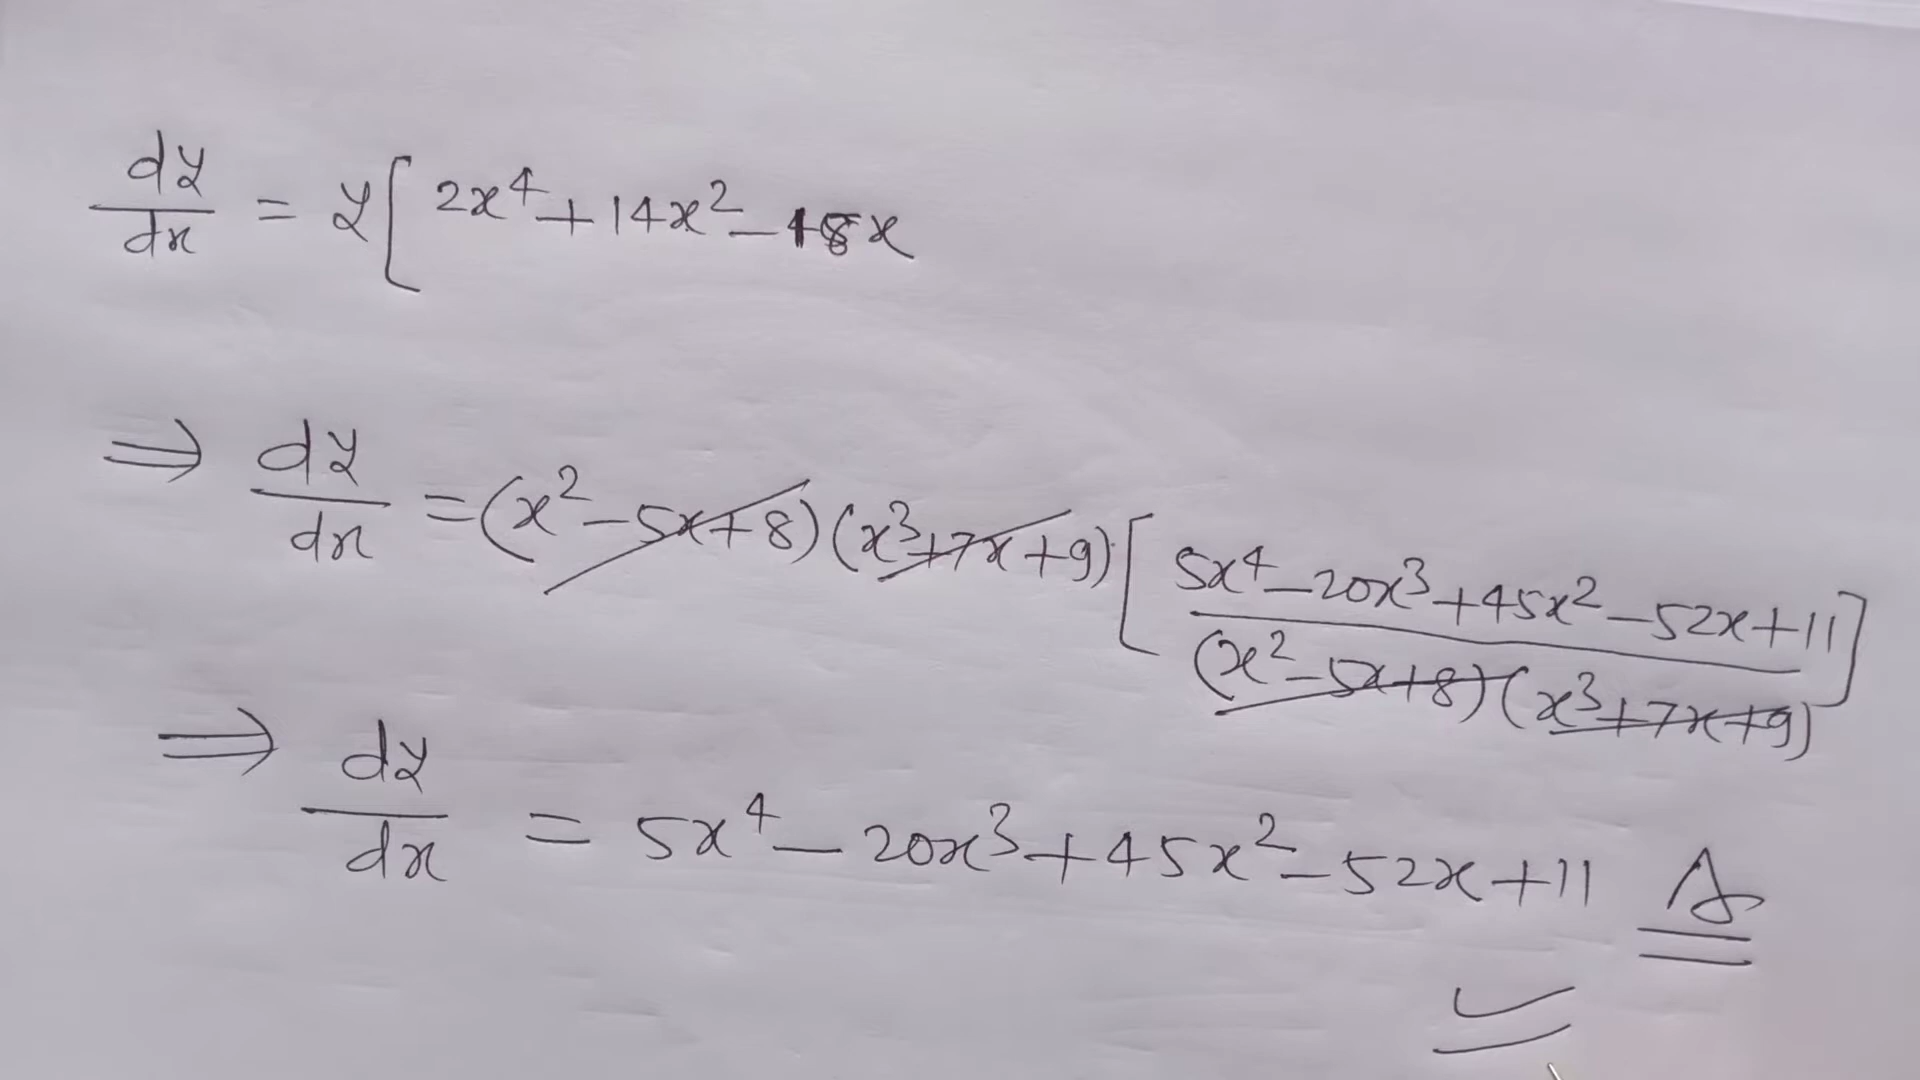 dy/dx = y[2x⁴+14x²-18x
⇒ dy/dx = (x²-5x+8)(x³+7x+9)[(5x⁴-20x³+45x²-52x+11)/((x²-5x+8)(x³+7x+9))]
⇒ dy/dx = 5x⁴-20x³+45x²-52x+11